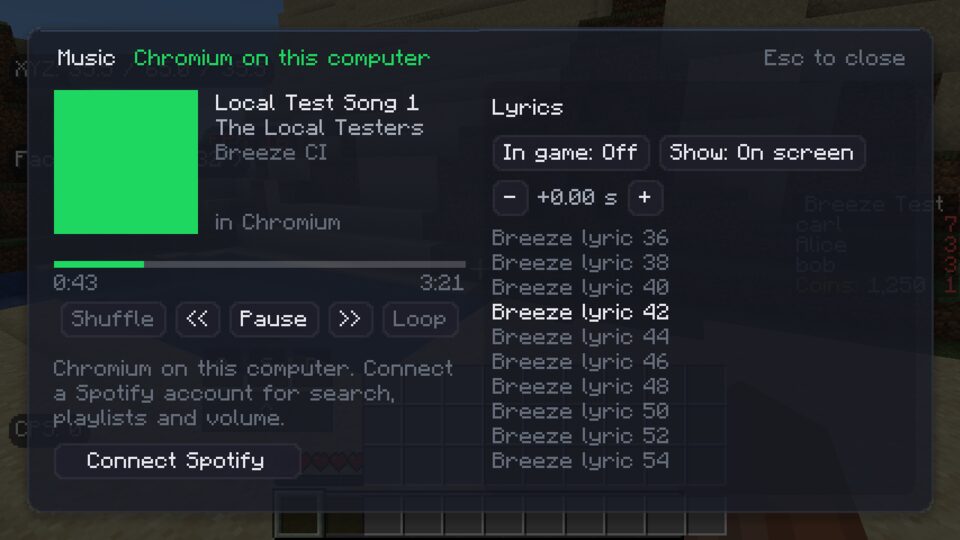 Music Chromium on this computer
Esc to close
Local Test Song 1
The Local Testers
Breeze CI
in Chromium
0:43
3:21
Shuffle << Pause >> Loop
Chromium on this computer. Connect
a Spotify account for search,
playlists and volume.
Connect Spotify
Lyrics
In game: Off Show: On screen
- +0.00 s +
Breeze lyric 36
Breeze lyric 38
Breeze lyric 40
Breeze lyric 42
Breeze lyric 44
Breeze lyric 46
Breeze lyric 48
Breeze lyric 50
Breeze lyric 52
Breeze lyric 54
Breeze Test
carl 7
Alice 3
bob 3
Coins: 1,250 1